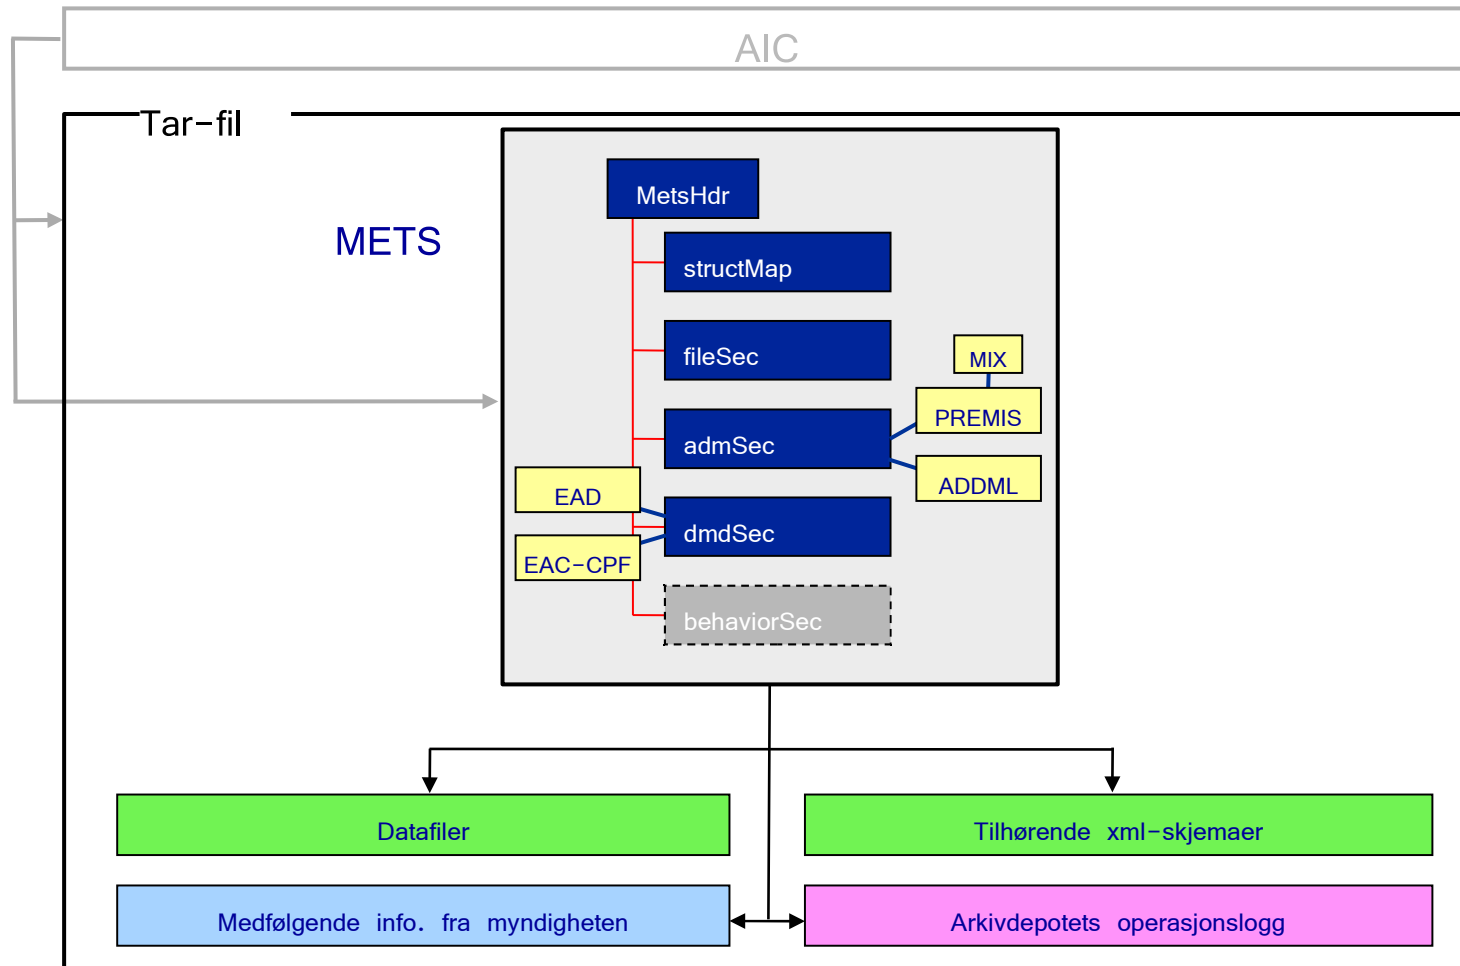 AIC
Tar-fil
METS
MetsHdr
structMap
fileSec
MIX
PREMIS
admSec
ADDML
EAD
dmdSec
EAC-CPF
behaviorSec
Datafiler
Tilhørende xml-skjemaer
Medfølgende info. fra myndigheten
Arkivdepotets operasjonslogg